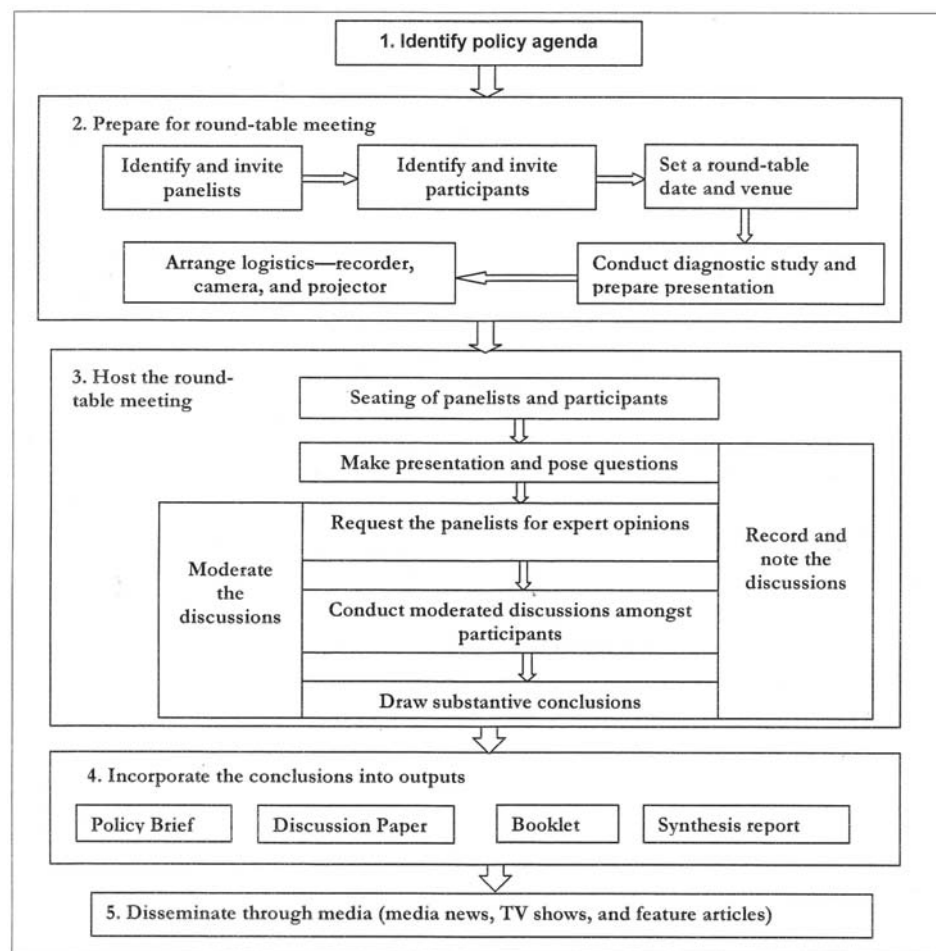 1. Identify policy agenda
2. Prepare for round-table meeting
Identify and invite
panelists
Identify and invite
participants
Set a round-table
date and venue
Conduct diagnostic study and
prepare presentation
Arrange logistics—recorder,
camera, and projector
3. Host the round-
table meeting
Seating of panelists and participants
Make presentation and pose questions
Request the panelists for expert opinions
Moderate
the
discussions
Record and
note the
discussions
Conduct moderated discussions amongst
participants
Draw substantive conclusions
4. Incorporate the conclusions into outputs
Policy Brief
Discussion Paper
Booklet
Synthesis report
5. Disseminate through media (media news, TV shows, and feature articles)